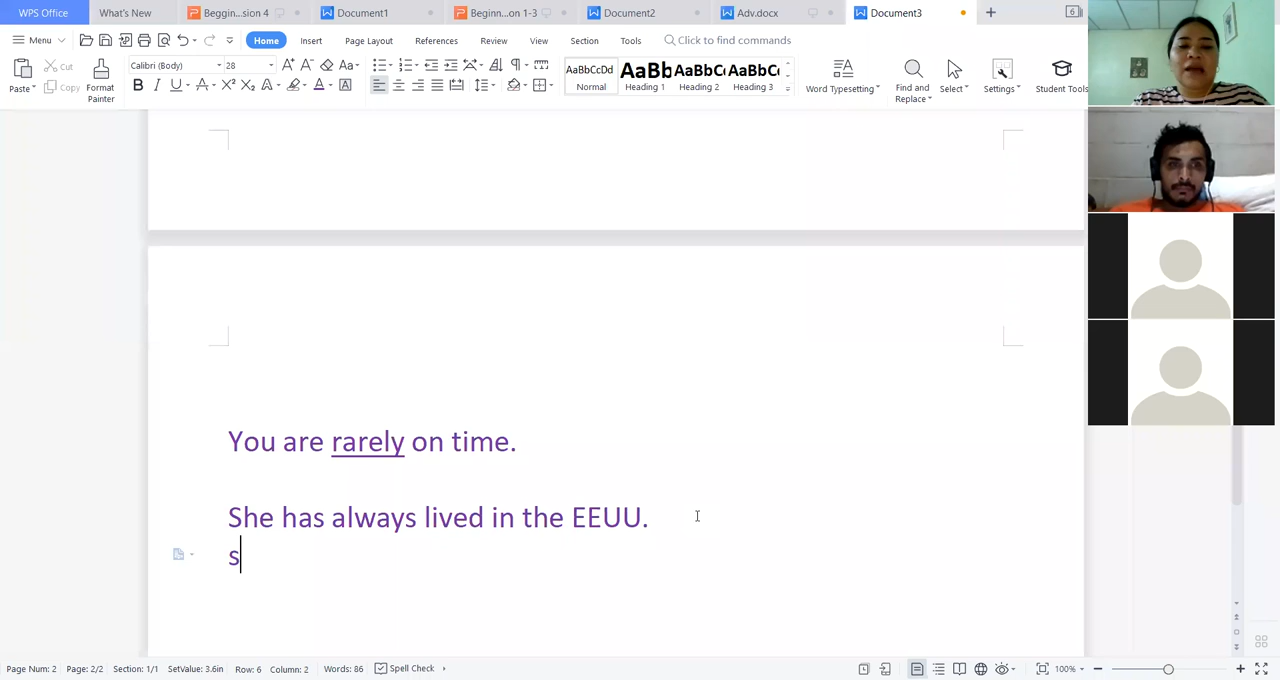 WPS Office What's New Beggin...sion 4 Document1 Beginn...on 1-3 Document2 Adv.docx Document3 6
Menu Home Insert Page Layout References Review View Section Tools Click to find commands
Paste Cut Copy Format Painter Calibri (Body) 28 AaBbCcDd Normal AaBb Heading 1 AaBbC Heading 2 AaBbC Heading 3 Word Typesetting Find and Replace Select Settings Student Tools
You are rarely on time.
She has always lived in the EEUU.
s
Page Num: 2 Page: 2/2 Section: 1/1 SetValue: 3.6in Row: 6 Column: 2 Words: 86 Spell Check 100%